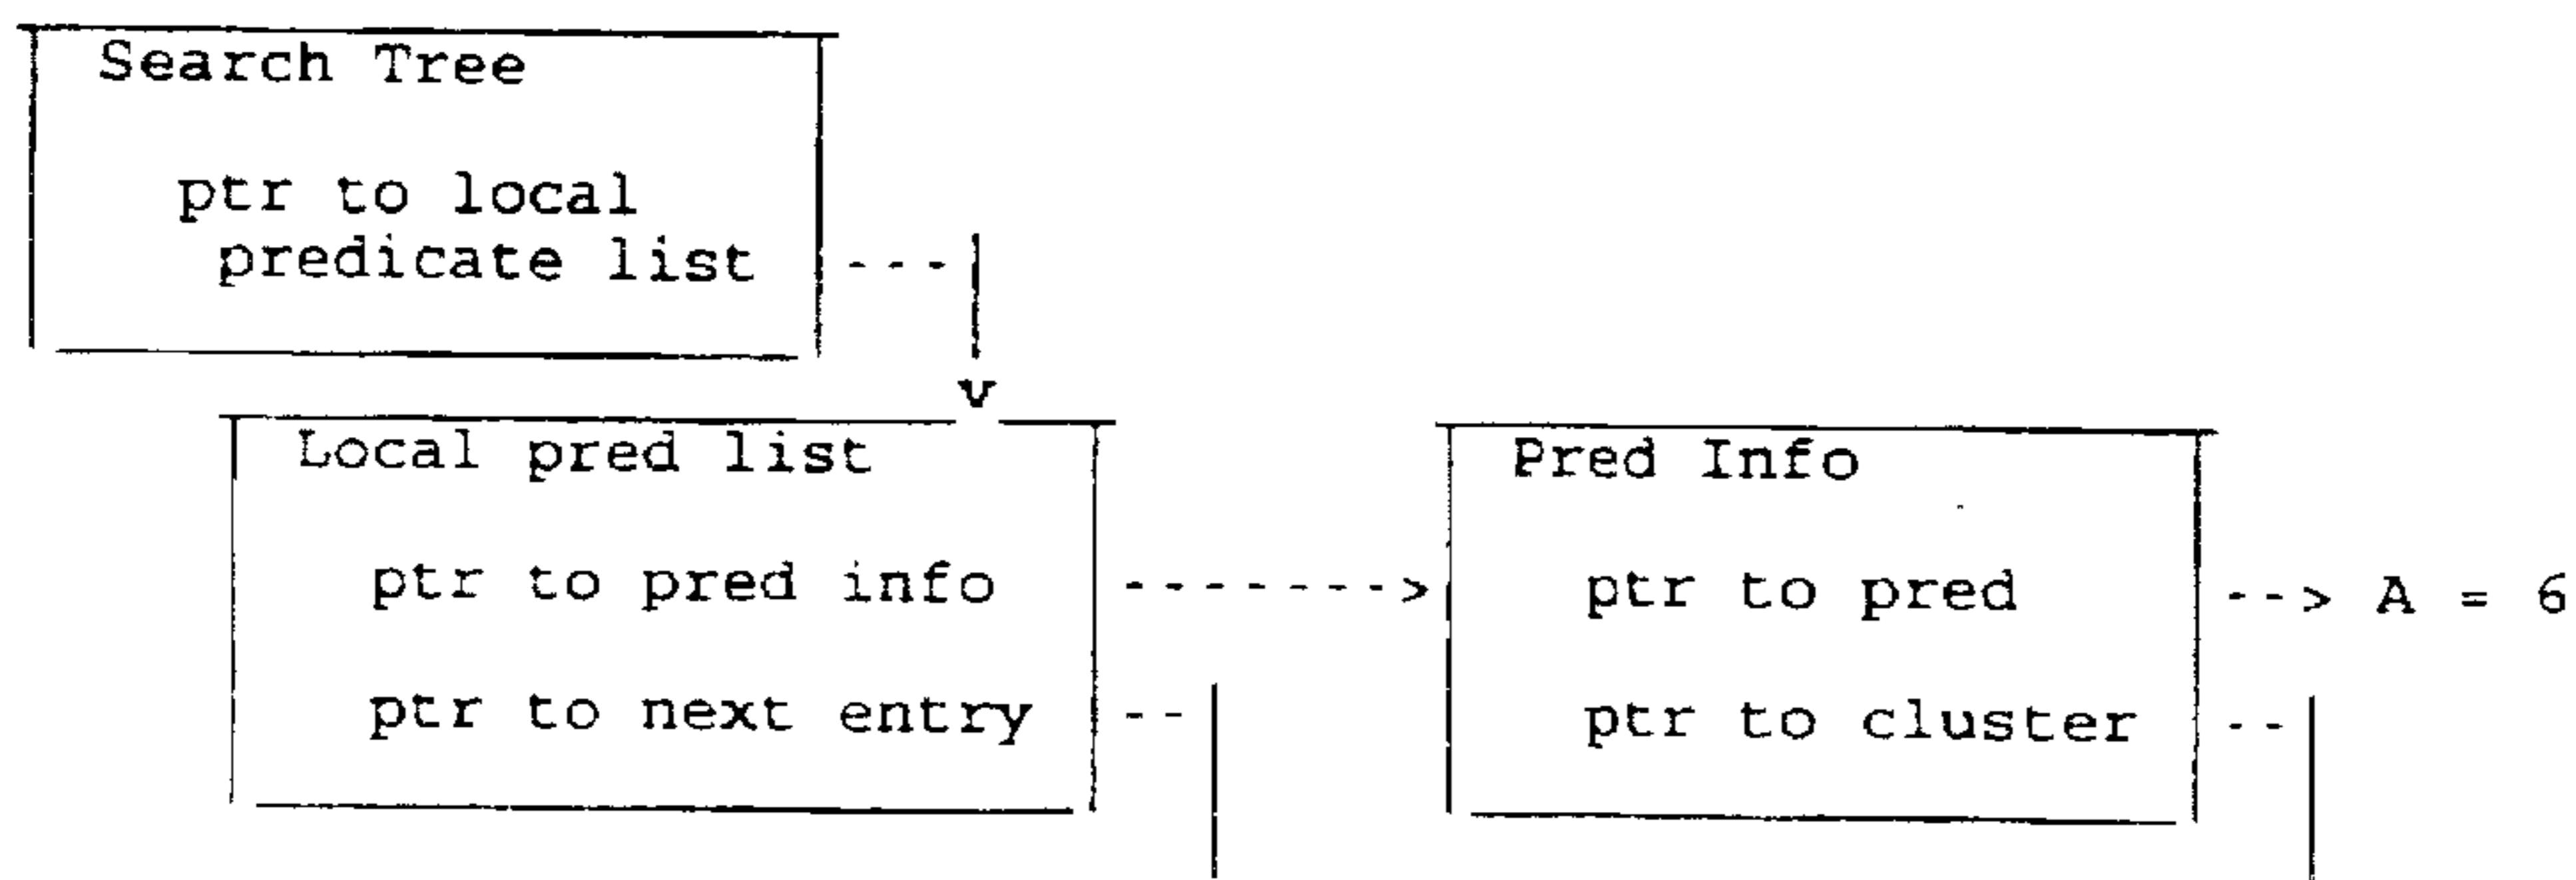 Search Tree
ptr to local
predicate list
Local pred list
ptr to pred info
ptr to next entry
Pred Info
ptr to pred
A = 6
ptr to cluster